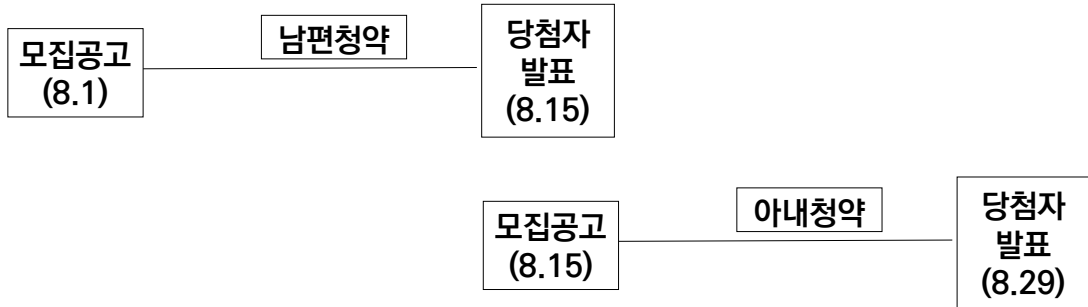 모집공고
(8.1)
남편청약
당첨자
발표
(8.15)
모집공고
(8.15)
아내청약
당첨자
발표
(8.29)